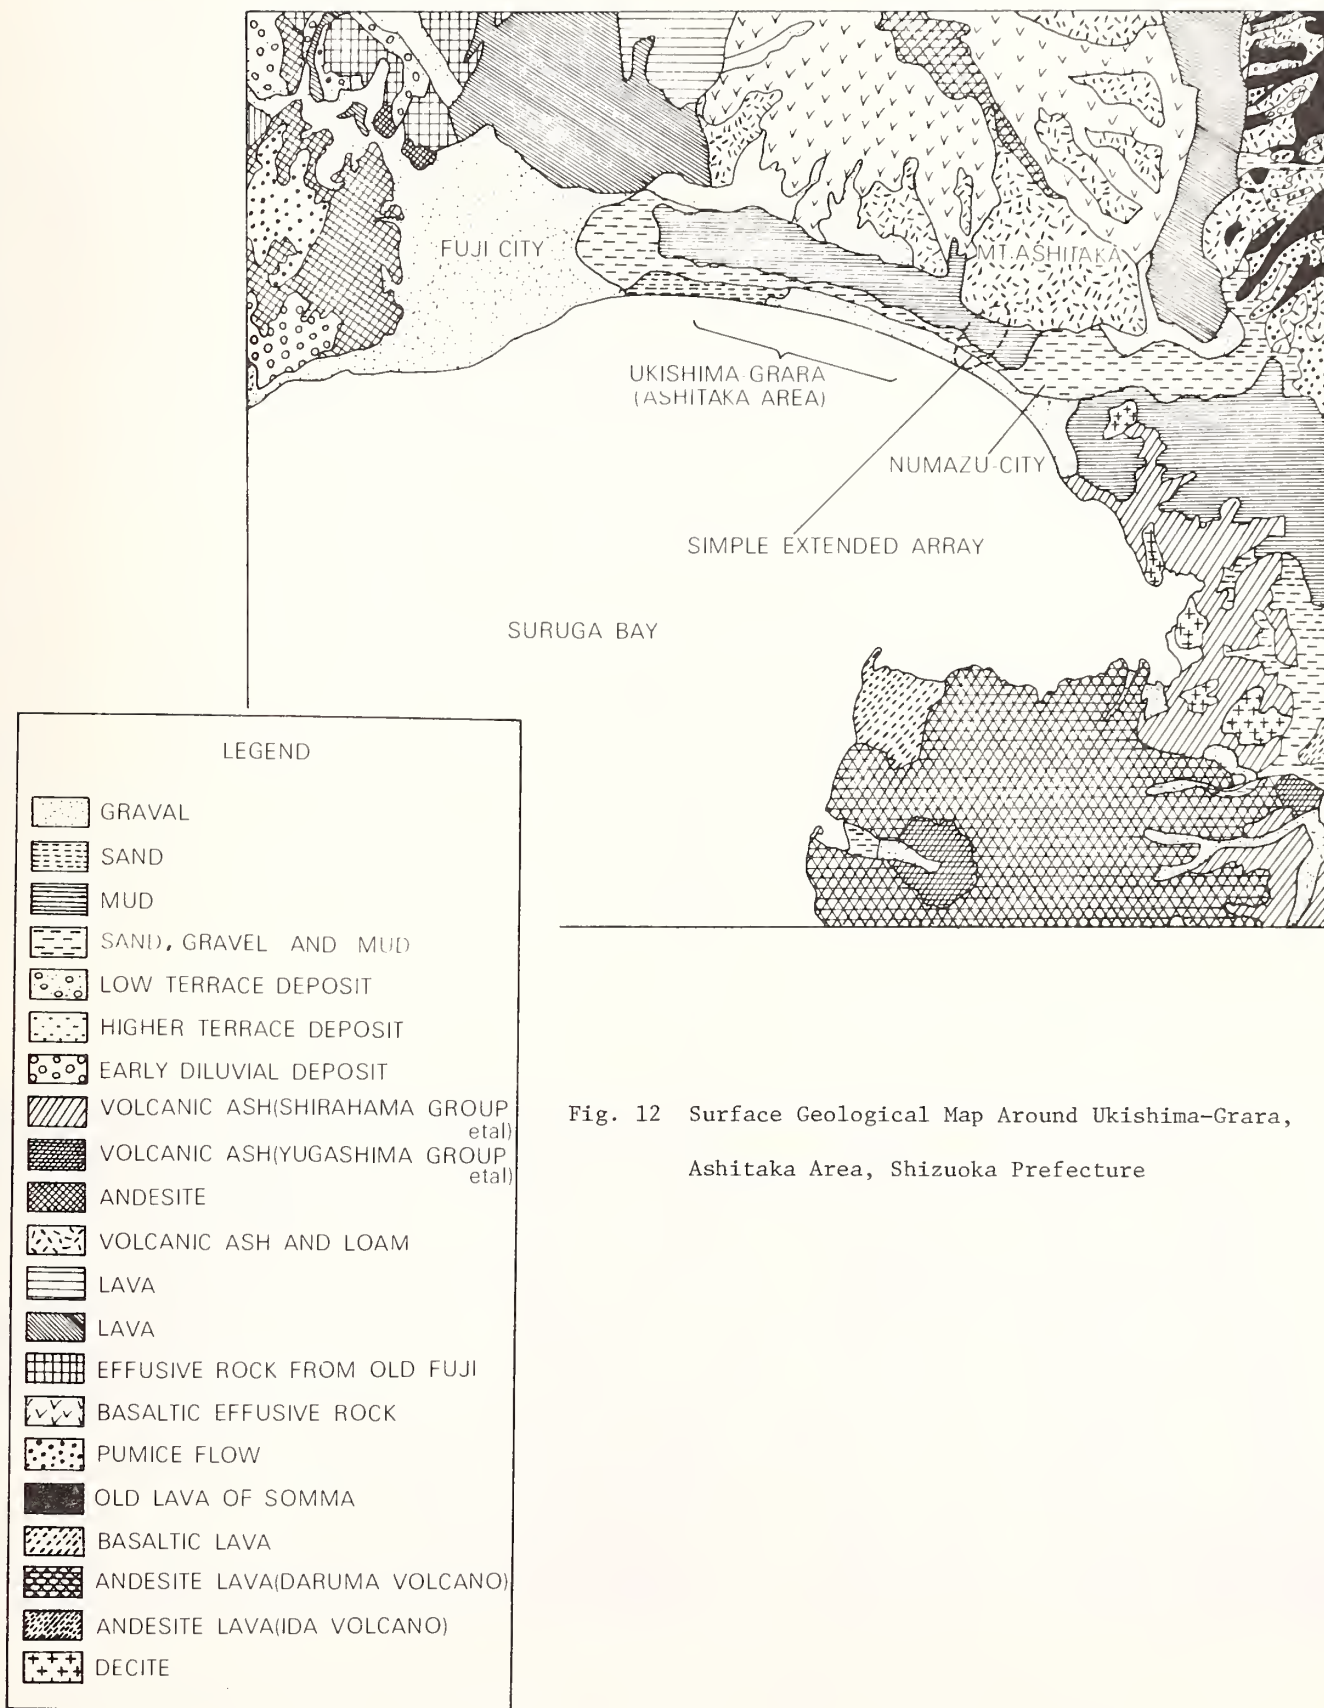 FUJI CITY
MT.ASHITAKA
UKISHIMA-GRARA
(ASHITAKA AREA)
NUMAZU-CITY
SIMPLE EXTENDED ARRAY
SURUGA BAY
LEGEND
GRAVAL
SAND
MUD
SAND, GRAVEL AND MUD
LOW TERRACE DEPOSIT
HIGHER TERRACE DEPOSIT
EARLY DILUVIAL DEPOSIT
VOLCANIC ASH(SHIRAHAMA GROUP
etal)
VOLCANIC ASH(YUGASHIMA GROUP
etal)
ANDESITE
VOLCANIC ASH AND LOAM
LAVA
LAVA
EFFUSIVE ROCK FROM OLD FUJI
BASALTIC EFFUSIVE ROCK
PUMICE FLOW
OLD LAVA OF SOMMA
BASALTIC LAVA
ANDESITE LAVA(DARUMA VOLCANO)
ANDESITE LAVA(IDA VOLCANO)
DECITE
Fig. 12 Surface Geological Map Around Ukishima-Grara,
Ashitaka Area, Shizuoka Prefecture